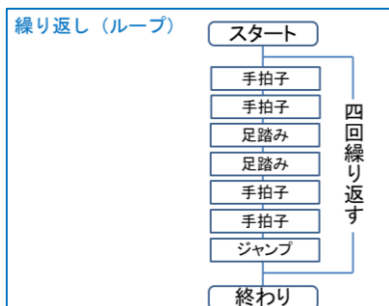 繰り返し（ループ）
スタート
手拍子
手拍子
足踏み
足踏み
手拍子
手拍子
ジャンプ
終わり
四回繰り返す